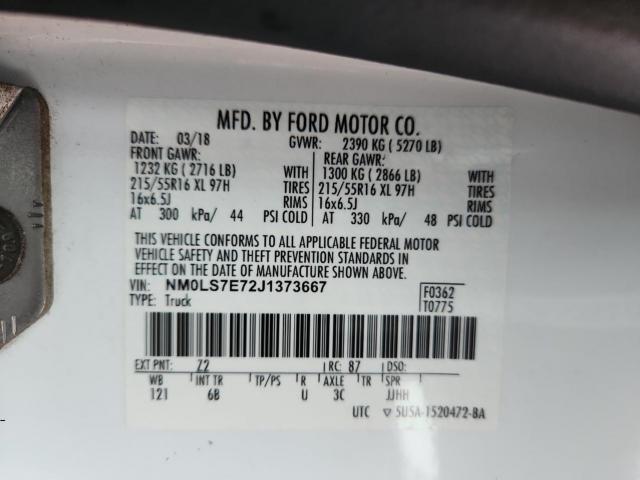 MFD. BY FORD MOTOR CO.
DATE: 03/18 GVWR: 2390 KG ( 5270 LB)
FRONT GAWR: REAR GAWR:
1232 KG ( 2716 LB) WITH 1300 KG ( 2866 LB) WITH
215/55R16 XL 97H TIRES 215/55R16 XL 97H TIRES
16x6.5J RIMS 16x6.5J RIMS
AT 300 kPa/ 44 PSI COLD AT 330 kPa/ 48 PSI COLD
THIS VEHICLE CONFORMS TO ALL APPLICABLE FEDERAL MOTOR
VEHICLE SAFETY AND THEFT PREVENTION STANDARDS IN
EFFECT ON THE DATE OF MANUFACTURE SHOWN ABOVE.
VIN: NM0LS7E72J1373667 F0362
TYPE: Truck T0775
EXT PNT: Z2 RC: 87 DSO:
WB INT TR TP/PS R AXLE TR SPR
121 6B U 3C JJHH
UTC ▽ 5U5A-1520472-BA